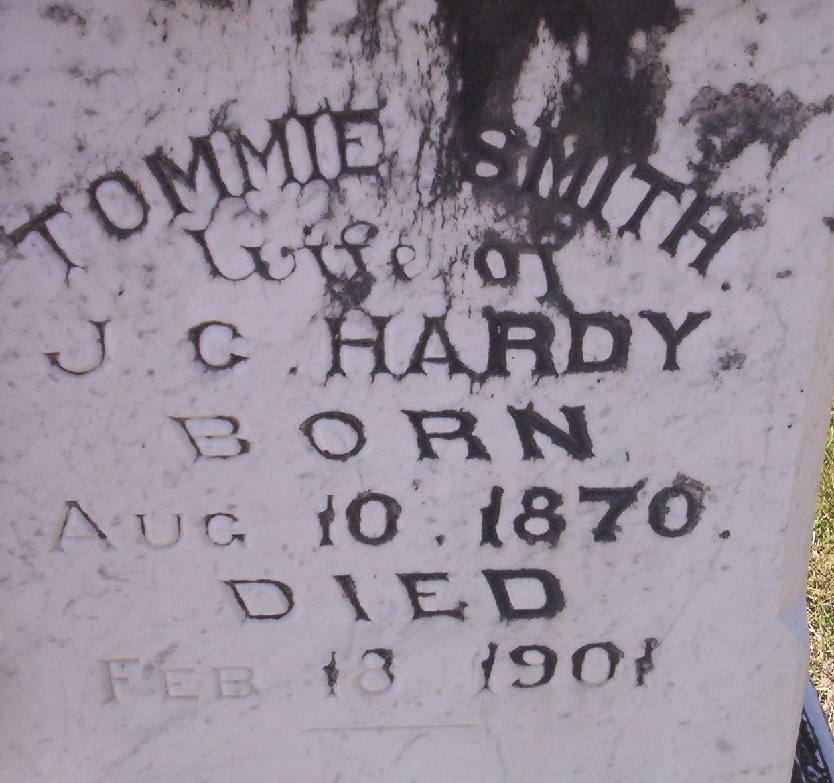 TOMMIE SMITH.
Wife of
J. C. HARDY
BORN
AUG 10. 1870.
DIED
FEB 18 1901